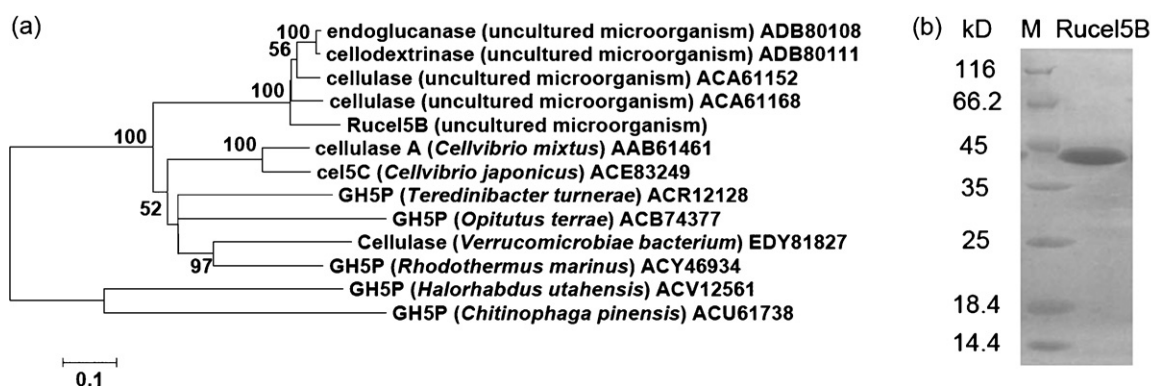 (a)
100 endoglucanase (uncultured microorganism) ADB80108
56 cellodextrinase (uncultured microorganism) ADB80111
cellulase (uncultured microorganism) ACA61152
100 cellulase (uncultured microorganism) ACA61168
Rucel5B (uncultured microorganism)
100 100 cellulase A (Cellvibrio mixtus) AAB61461
cel5C (Cellvibrio japonicus) ACE83249
GH5P (Teredinibacter turnerae) ACR12128
52 GH5P (Opitutus terrae) ACB74377
Cellulase (Verrucomicrobiae bacterium) EDY81827
97 GH5P (Rhodothermus marinus) ACY46934
GH5P (Halorhabdus utahensis) ACV12561
GH5P (Chitinophaga pinensis) ACU61738
0.1
(b) kD M Rucel5B
116
66.2
45
35
25
18.4
14.4